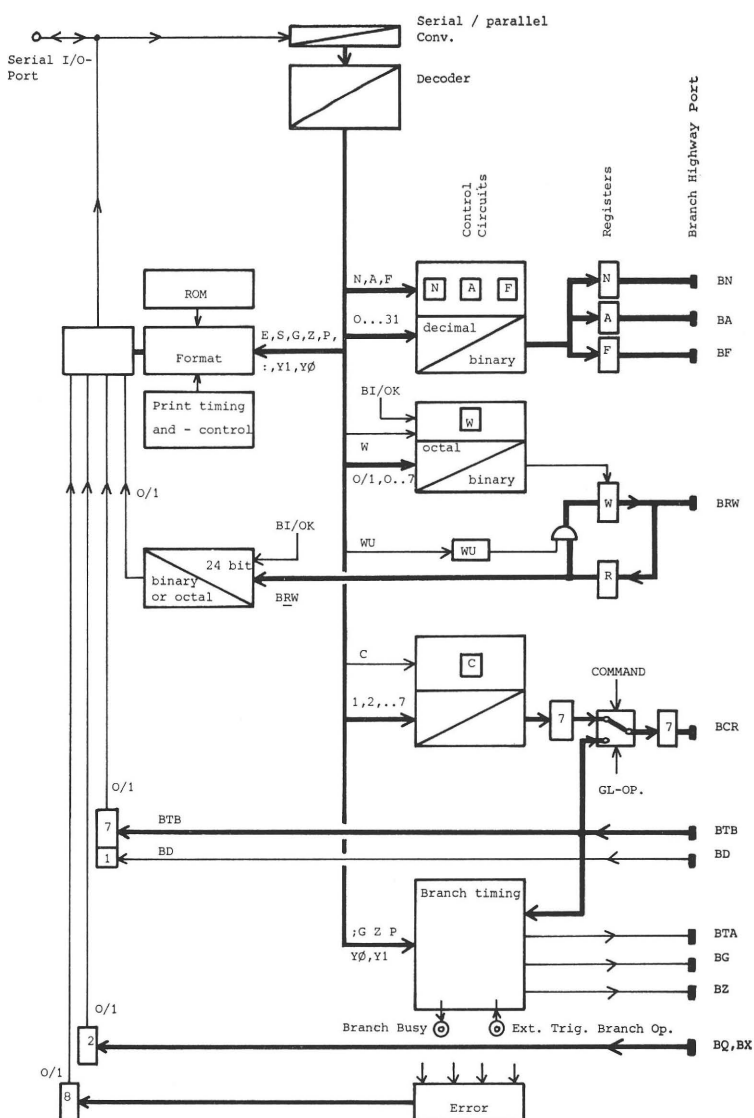 Serial / parallel
Conv.
Serial I/O-
Port
Decoder
Control
Circuits
Registers
Branch Highway Port
N,A,F
N A F
N
BN
ROM
O...31
decimal
binary
A
BA
E,S,G,Z,P,
:,Y1,YØ
Format
F
BF
Print timing
and - control
BI/OK
W
W
octal
binary
O/1,O..7
W
BRW
O/1
BI/OK
WU
WU
24 bit
binary
or octal
BRW
R
C
C
COMMAND
1,2,..7
7
7
BCR
GL-OP.
O/1
7
BTB
BTB
1
BD
BD
Branch timing
;G Z P
YØ,Y1
BTA
BG
BZ
O/1
Branch Busy
Ext. Trig. Branch Op.
2
BQ,BX
O/1
8
Error